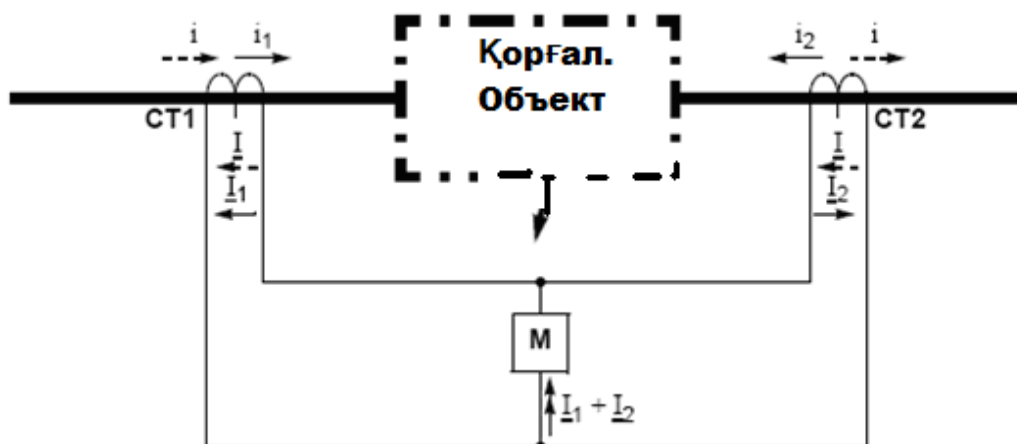 i i₁
Қорғал.
Объект
i₂ i
CT1
CT2
I
I₁
I
I₂
M
I₁ + I₂